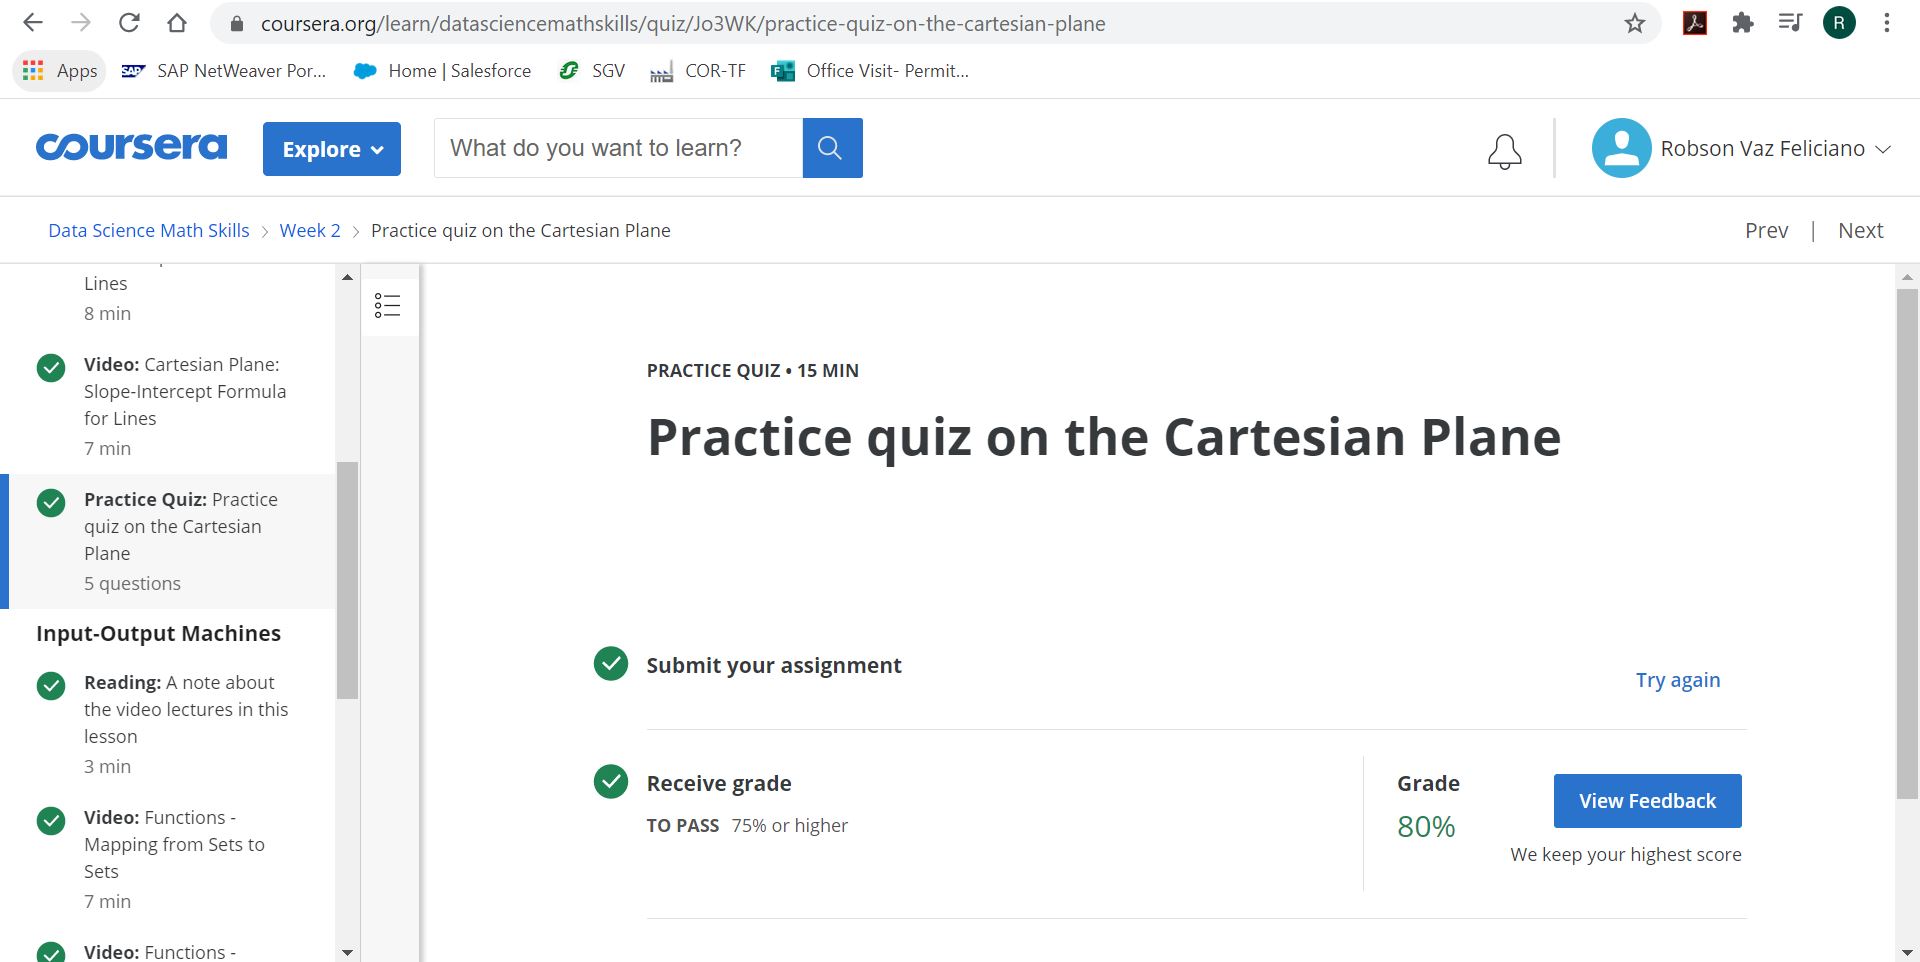 coursera.org/learn/datasciencemathskills/quiz/Jo3WK/practice-quiz-on-the-cartesian-plane
R
Apps
SAP
SAP NetWeaver Por...
Home | Salesforce
SGV
COR-TF
Office Visit- Permit...
coursera
Explore
What do you want to learn?
Robson Vaz Feliciano
Data Science Math Skills
Week 2
Practice quiz on the Cartesian Plane
Prev | Next
Lines
8 min
Video: Cartesian Plane:
Slope-Intercept Formula
for Lines
7 min
Practice Quiz: Practice
quiz on the Cartesian
Plane
5 questions
Input-Output Machines
Reading: A note about
the video lectures in this
lesson
3 min
Video: Functions -
Mapping from Sets to
Sets
7 min
Video: Functions -
PRACTICE QUIZ • 15 MIN
Practice quiz on the Cartesian Plane
Submit your assignment
Try again
Receive grade
TO PASS 75% or higher
Grade
80%
View Feedback
We keep your highest score